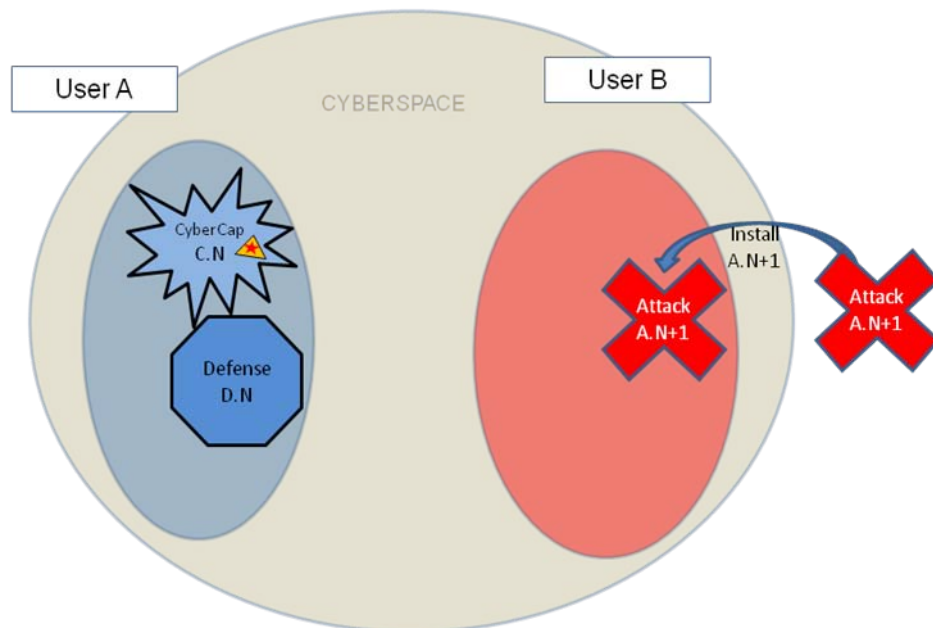 User A
User B
CYBERSPACE
CyberCap
C.N
Defense
D.N
Install
A.N+1
Attack
A.N+1
Attack
A.N+1